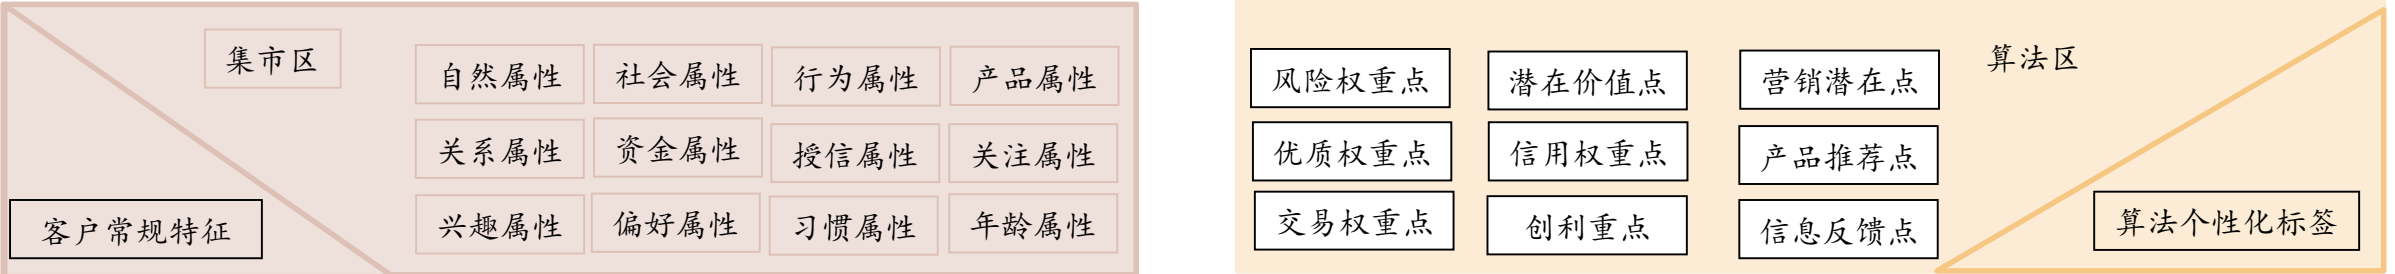 集市区
自然属性 社会属性 行为属性 产品属性
关系属性 资金属性 授信属性 关注属性
兴趣属性 偏好属性 习惯属性 年龄属性
客户常规特征
风险权重点 潜在价值点 营销潜在点
优质权重点 信用权重点 产品推荐点
交易权重点 创利重点 信息反馈点
算法区
算法个性化标签